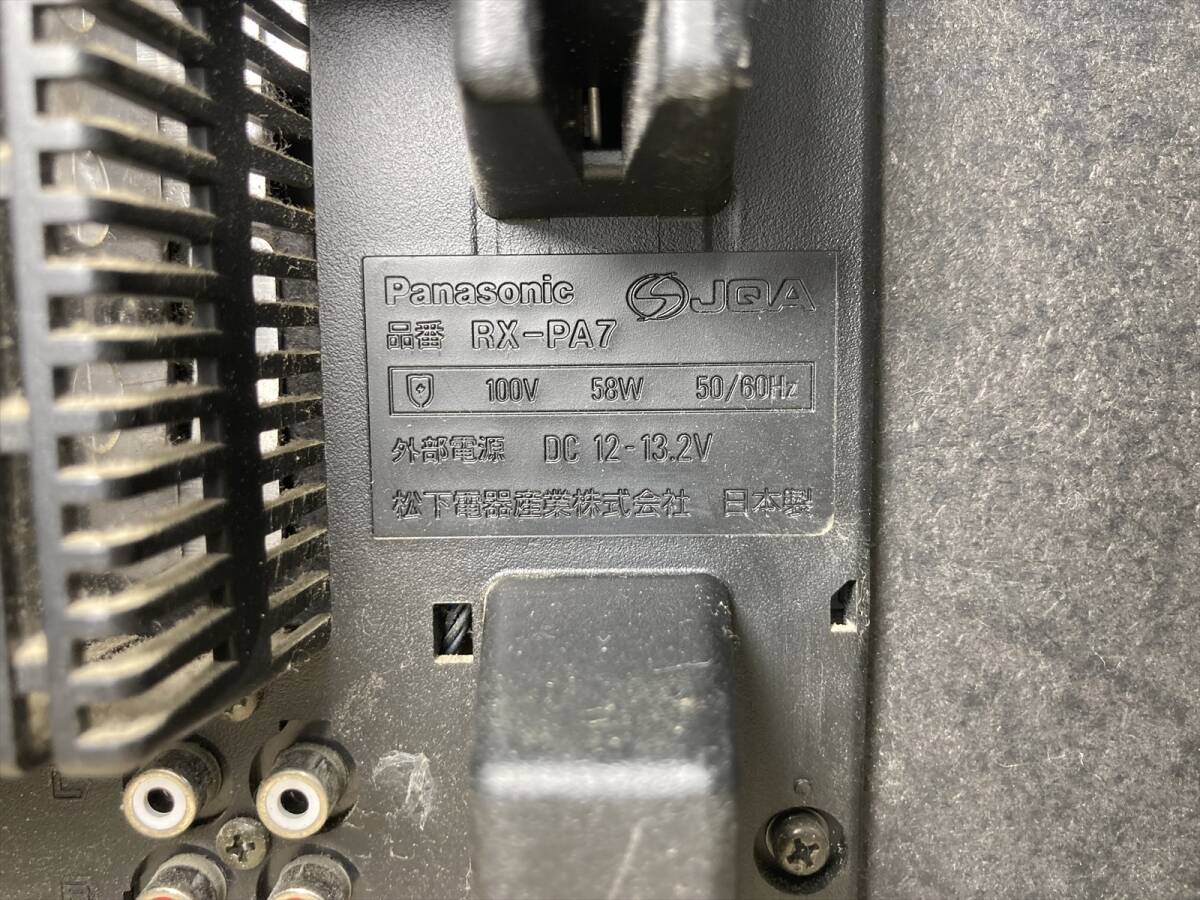 Panasonic JQA
品番 RX-PA7
100V 58W 50/60Hz
外部電源 DC 12-13.2V
松下電器産業株式会社 日本製